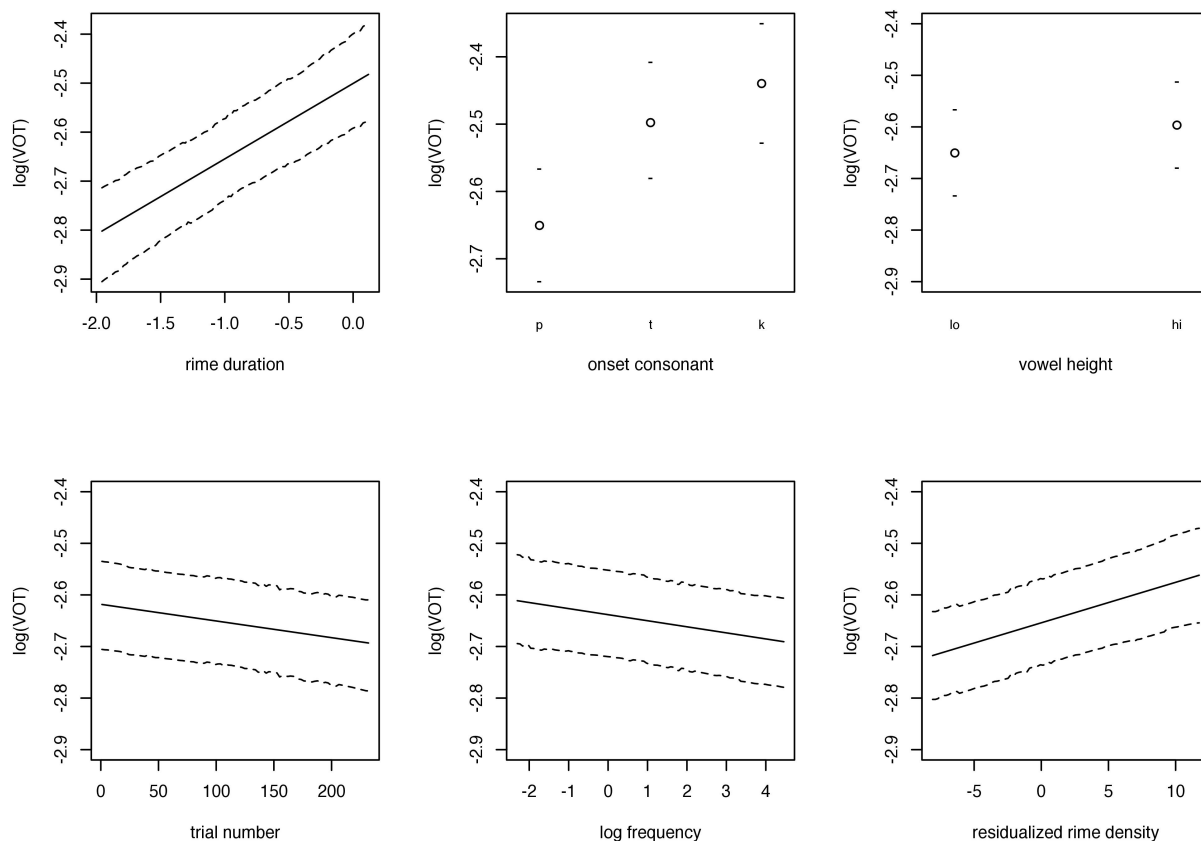 log(VOT)
-2.4
-2.5
-2.6
-2.7
-2.8
-2.9
-2.0 -1.5 -1.0 -0.5 0.0
rime duration
log(VOT)
-2.4
-2.5
-2.6
-2.7
p t k
onset consonant
log(VOT)
-2.4
-2.5
-2.6
-2.7
-2.8
-2.9
lo hi
vowel height
log(VOT)
-2.4
-2.5
-2.6
-2.7
-2.8
-2.9
0 50 100 150 200
trial number
log(VOT)
-2.4
-2.5
-2.6
-2.7
-2.8
-2.9
-2 -1 0 1 2 3 4
log frequency
log(VOT)
-2.4
-2.5
-2.6
-2.7
-2.8
-2.9
-5 0 5 10
residualized rime density